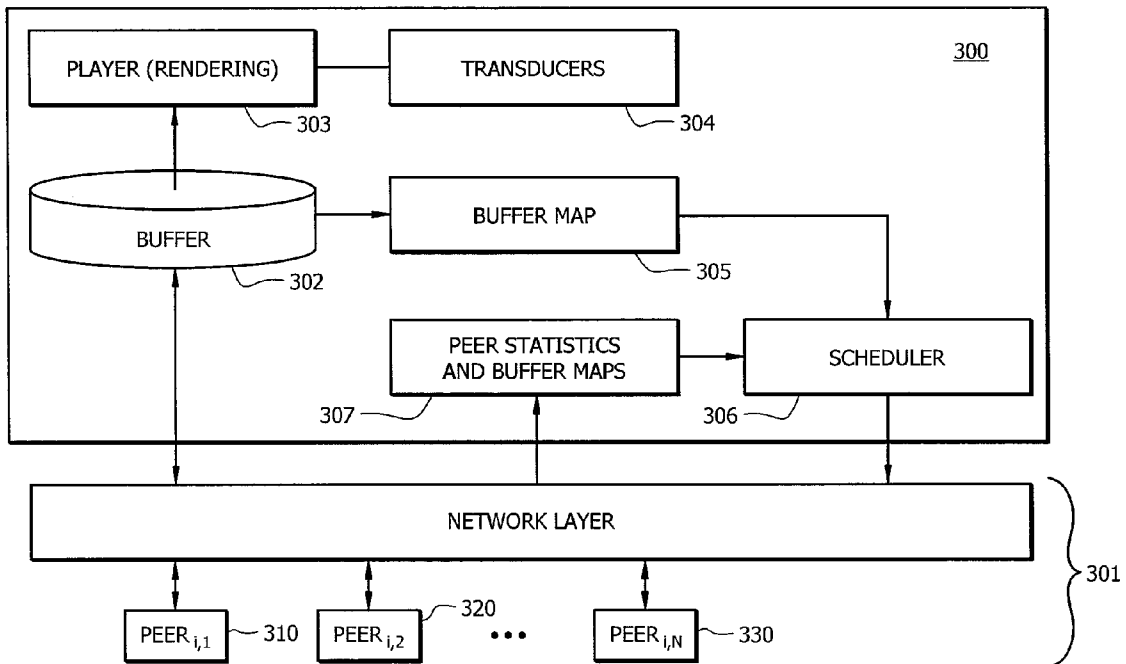 300
PLAYER (RENDERING)
TRANSDUCERS
303
304
BUFFER
BUFFER MAP
302
305
PEER STATISTICS
AND BUFFER MAPS
SCHEDULER
307
306
NETWORK LAYER
301
PEER i,1
310
PEER i,2
320
•••
PEER i,N
330